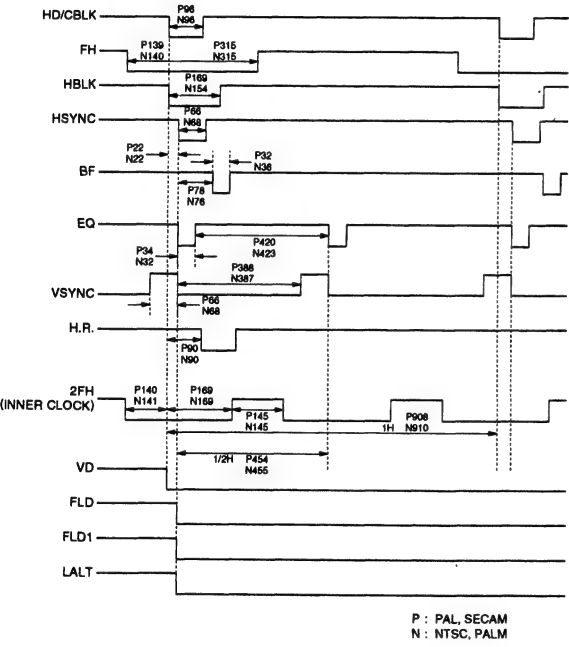 HD/CBLK
P96
N96
FH
P139
N140
P315
N315
HBLK
P169
N154
HSYNC
P66
N68
P22
N22
BF
P32
N36
P78
N76
EQ
P34
N32
P420
N423
P388
N387
VSYNC
P66
N68
H.R.
P90
N90
2FH
(INNER CLOCK)
P140
N141
P169
N169
P145
N145
P908
1H N910
1/2H P454
N455
VD
FLD
FLD1
LALT
P : PAL, SECAM
N : NTSC, PALM